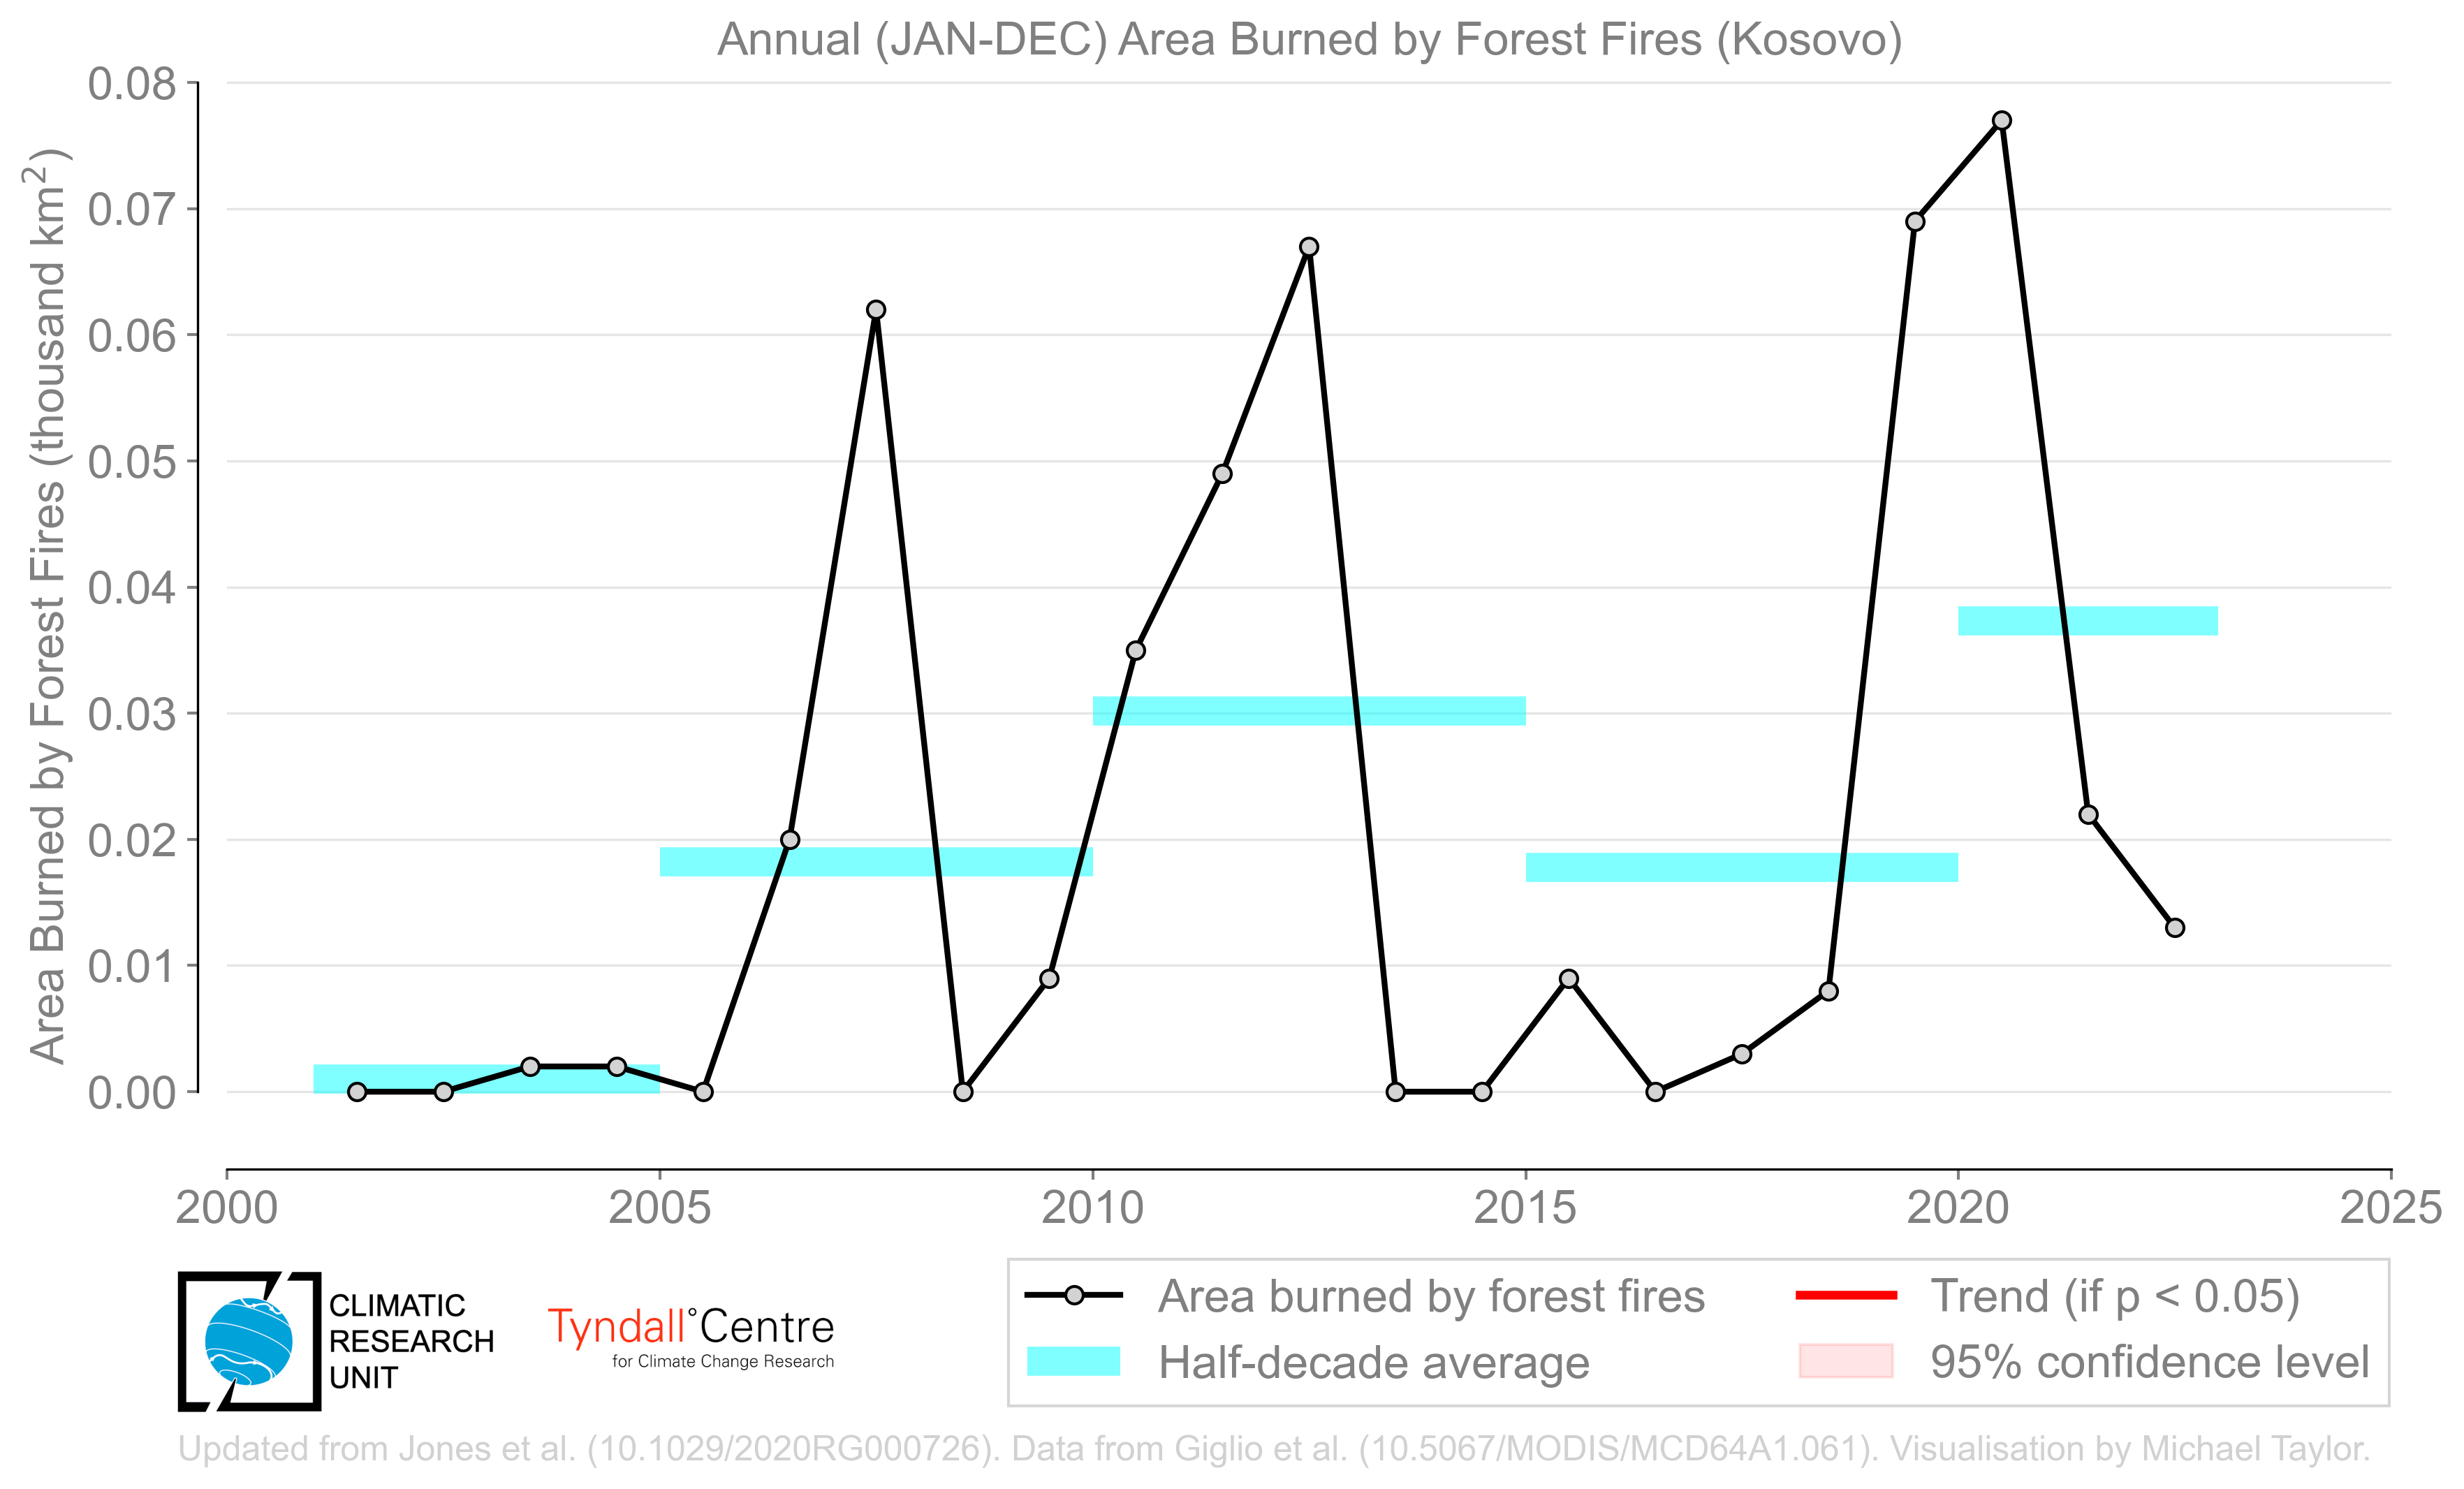 Annual (JAN-DEC) Area Burned by Forest Fires (Kosovo)
Area Burned by Forest Fires (thousand km²)
0.08
0.07
0.06
0.05
0.04
0.03
0.02
0.01
0.00
2000 2005 2010 2015 2020 2025
CLIMATIC
RESEARCH
UNIT
Tyndall°Centre
for Climate Change Research
Area burned by forest fires
Half-decade average
Trend (if p < 0.05)
95% confidence level
Updated from Jones et al. (10.1029/2020RG000726). Data from Giglio et al. (10.5067/MODIS/MCD64A1.061). Visualisation by Michael Taylor.